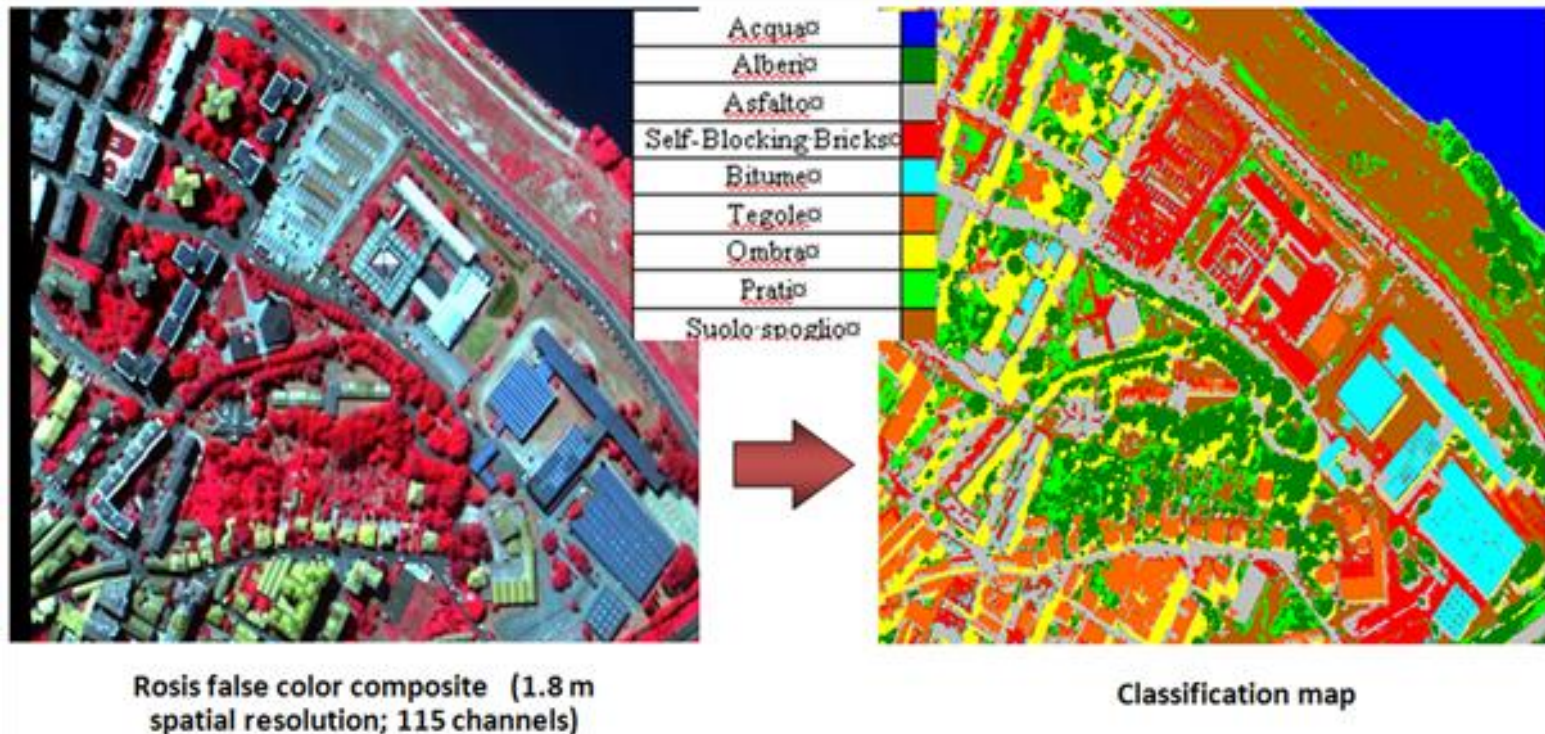 Acqua¤
Alberi¤
Asfalto¤
Self-Blocking·Bricks¤
Bitume¤
Tegole¤
Ombra¤
Prati¤
Suolo·spoglio¤
Rosis false color composite (1.8 m
spatial resolution; 115 channels)
Classification map